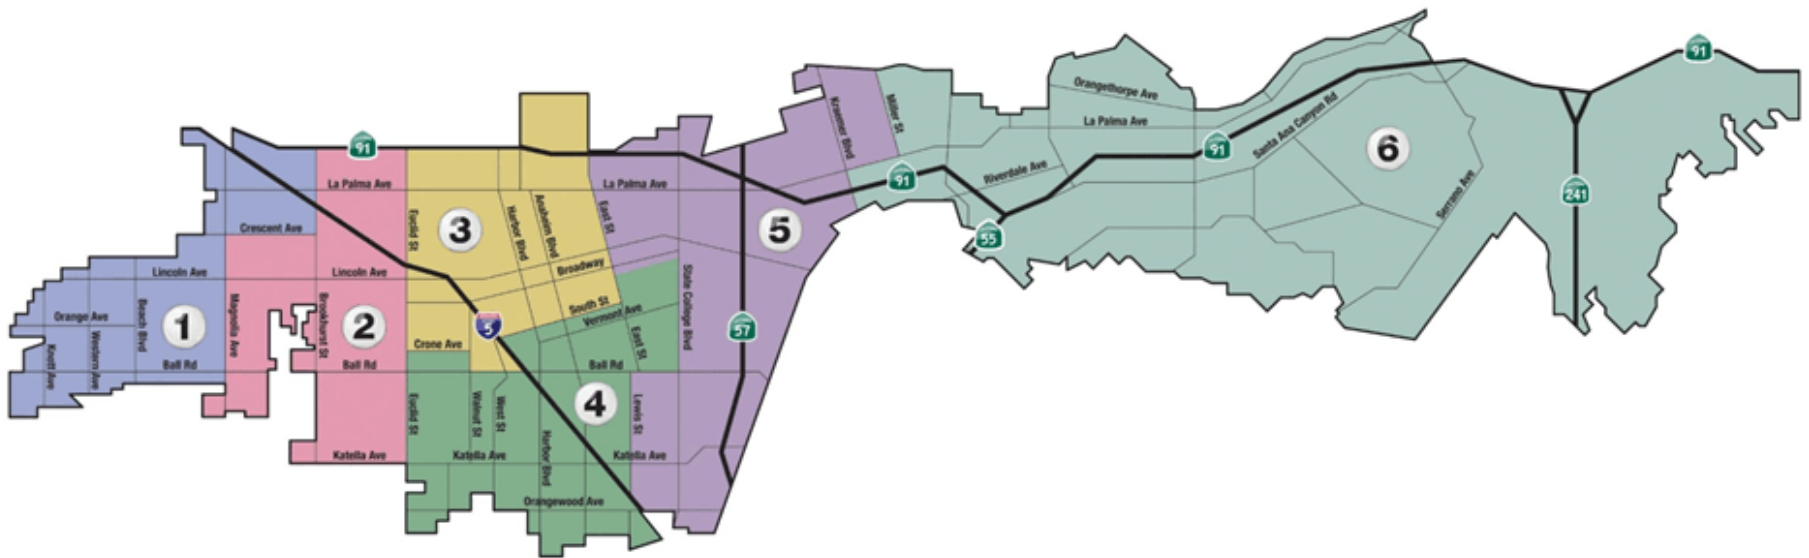 91
91
Orangethorpe Ave
Kraemer Blvd
Miller St
La Palma Ave
Santa Ana Canyon Rd
91
91
6
La Palma Ave
La Palma Ave
91
Riverdale Ave
241
Serrano Ave
Euclid St
3
Harbor Blvd
Anaheim Blvd
East St
5
55
Crescent Ave
Lincoln Ave
Lincoln Ave
Broadway
State College Blvd
Orange Ave
Beach Blvd
1
Magnolia Ave
Brookhurst St
2
5
South St
Vermont Ave
57
Knott Ave
Western Ave
Ball Rd
Ball Rd
Crone Ave
East St
Ball Rd
Euclid St
Walnut St
West St
4
Lewis St
Harbor Blvd
Katella Ave
Katella Ave
Katella Ave
Orangewood Ave